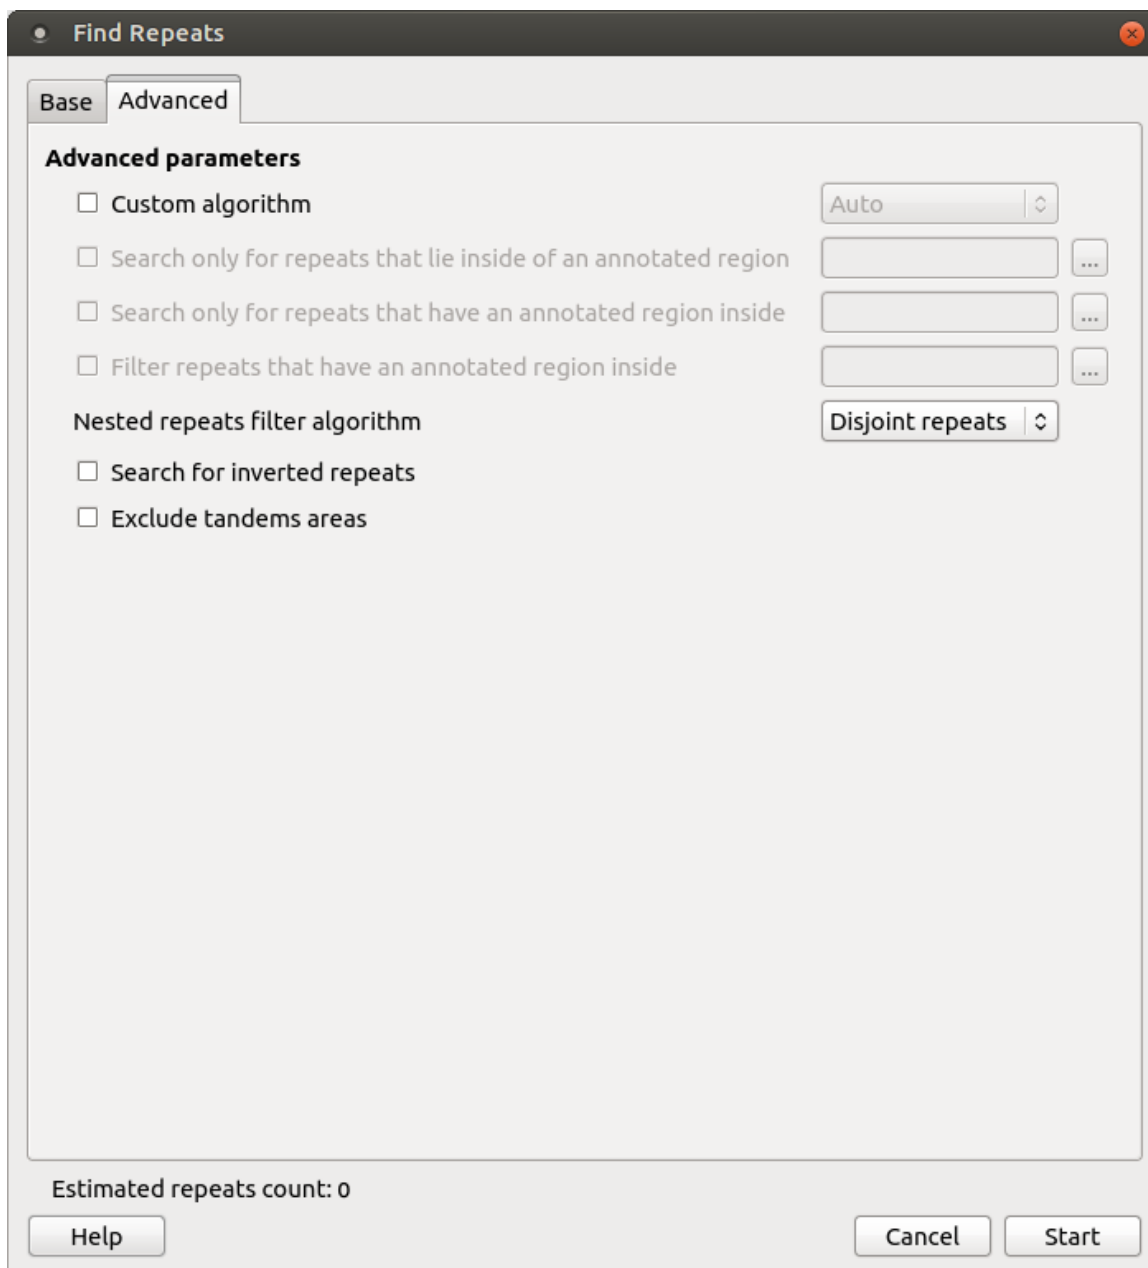 Find Repeats
Base Advanced
Advanced parameters
Custom algorithm Auto
Search only for repeats that lie inside of an annotated region ...
Search only for repeats that have an annotated region inside ...
Filter repeats that have an annotated region inside ...
Nested repeats filter algorithm Disjoint repeats
Search for inverted repeats
Exclude tandems areas
Estimated repeats count: 0
Help Cancel Start